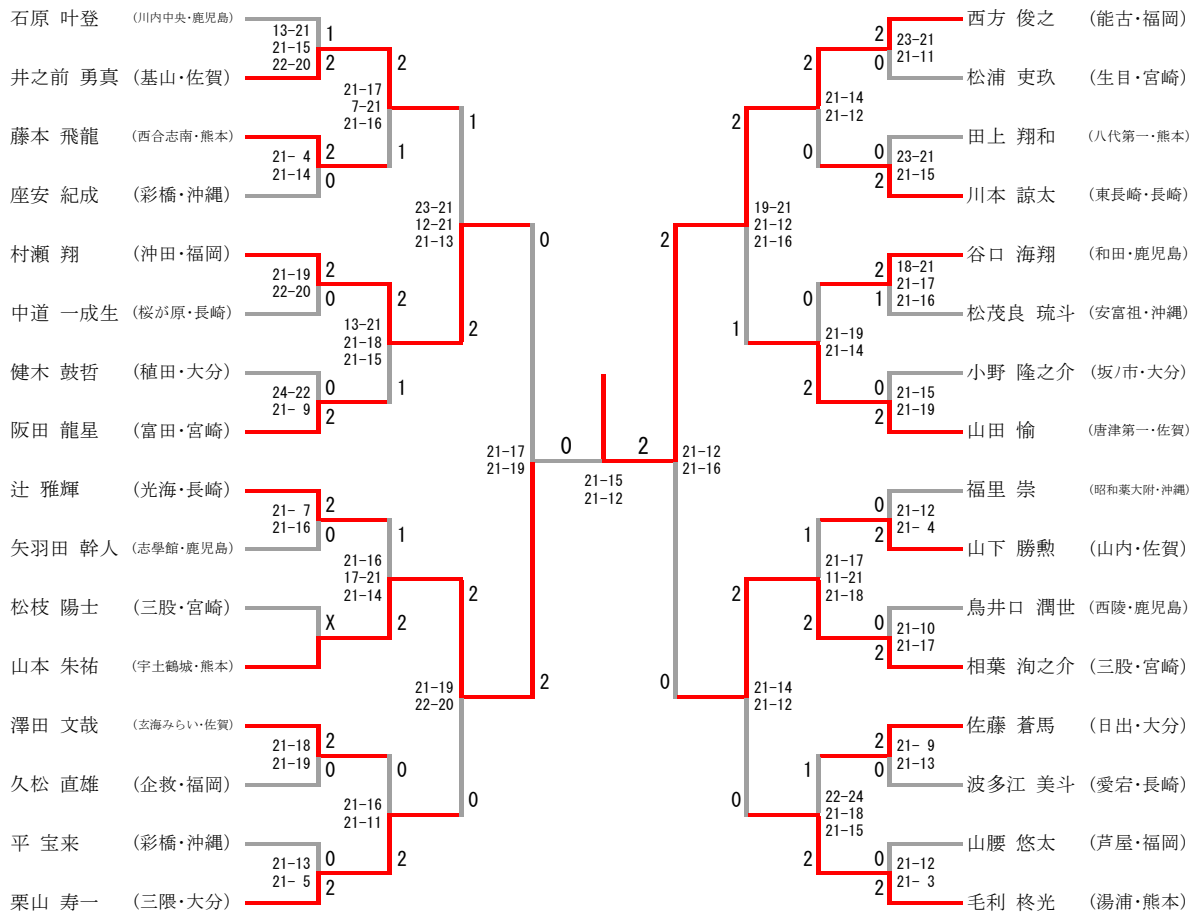 石原 叶登 (川内中央・鹿児島)
13-21 1
21-15
22-20 2
井之前 勇真 (基山・佐賀)
21-17 2
7-21
21-16 1
藤本 飛龍 (西合志南・熊本)
21- 4 2
21-14 0
座安 紀成 (彩橋・沖縄)
23-21 1
12-21
21-13 2
村瀬 翔 (沖田・福岡)
21-19 2
22-20 0
中道 一成生 (桜が原・長崎)
13-21 2
21-18
21-15 1
健木 鼓哲 (稙田・大分)
24-22 0
21- 9 2
阪田 龍星 (富田・宮崎)
21-17 0
21-19 2
辻 雅輝 (光海・長崎)
21- 7 2
21-16 0
矢羽田 幹人 (志學館・鹿児島)
21-16 1
17-21
21-14 2
松枝 陽士 (三股・宮崎)
X
山本 朱祐 (宇土鶴城・熊本)
21-19 2
22-20 0
澤田 文哉 (玄海みらい・佐賀)
21-18 2
21-19 0
久松 直雄 (企救・福岡)
21-16 0
21-11 2
平 宝来 (彩橋・沖縄)
21-13 0
21- 5 2
栗山 寿一 (三隈・大分)
0 2
21-15
21-12
西方 俊之 (能古・福岡)
2 23-21
0 21-11
松浦 吏玖 (生目・宮崎)
2 21-14
0 21-12
田上 翔和 (八代第一・熊本)
0 23-21
2 21-15
川本 諒太 (東長崎・長崎)
2 19-21
21-12
1 21-16
谷口 海翔 (和田・鹿児島)
2 18-21
21-17
1 21-16
松茂良 琉斗 (安富祖・沖縄)
0 21-19
2 21-14
小野 隆之介 (坂ノ市・大分)
0 21-15
2 21-19
山田 愉 (唐津第一・佐賀)
2 21-12
0 21-16
福里 崇 (昭和薬大附・沖縄)
0 21-12
2 21- 4
山下 勝勲 (山内・佐賀)
1 21-17
11-21
2 21-18
鳥井口 潤世 (西陵・鹿児島)
0 21-10
2 21-17
相葉 洵之介 (三股・宮崎)
2 21-14
0 21-12
佐藤 蒼馬 (日出・大分)
2 21- 9
0 21-13
波多江 美斗 (愛宕・長崎)
1 22-24
21-18
2 21-15
山腰 悠太 (芦屋・福岡)
0 21-12
2 21- 3
毛利 柊光 (湯浦・熊本)